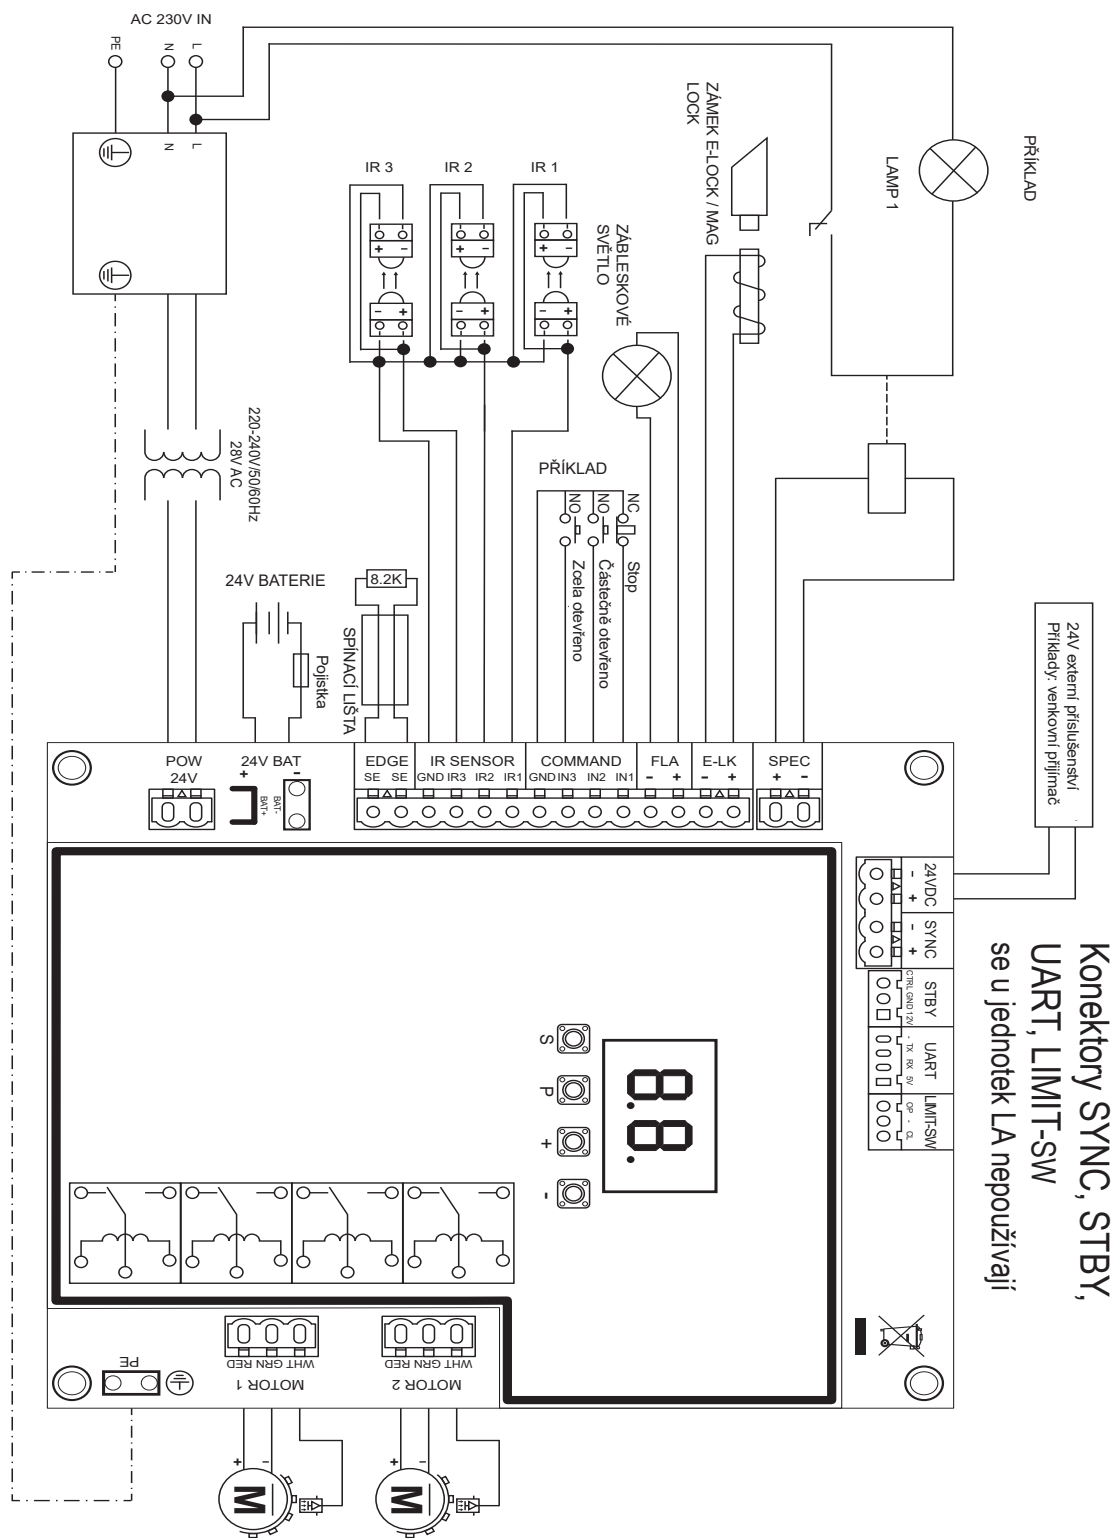 AC 230V IN
PE
N
L
N
L
220-240V/50/60Hz
28V AC
IR 3
IR 2
IR 1
+ -
+ -
+ -
- +
- +
- +
ZÁBLESKOVÉ
SVĚTLO
ZÁMEK E-LOCK / MAG
LOCK
LAMP 1
PŘÍKLAD
PŘÍKLAD
NO
NO
NC
Zcela otevřeno
Částečně otevřeno
Stop
24V BATERIE
Pojistka
8.2K
SPÍNACÍ LIŠTA
24V externí příslušenství
Příklady: venkovní přijímač
POW
24V
24V BAT
+ -
BAT+
BAT-
EDGE
SE SE
IR SENSOR
GND IR3 IR2 IR1
COMMAND
GND IN3 IN2 IN1
FLA
- +
E-LK
- +
SPEC
+ -
24VDC
- +
SYNC
- +
STBY
CTRL GND 12V
UART
- TX RX 5V
LIMIT-SW
OP - CL
Konektory SYNC, STBY,
UART, LIMIT-SW
se u jednotek LA nepoužívají
8.8.
S
P
+
-
PE
WHT GRN RED
MOTOR 1
WHT GRN RED
MOTOR 2
+ -
M
+ -
M